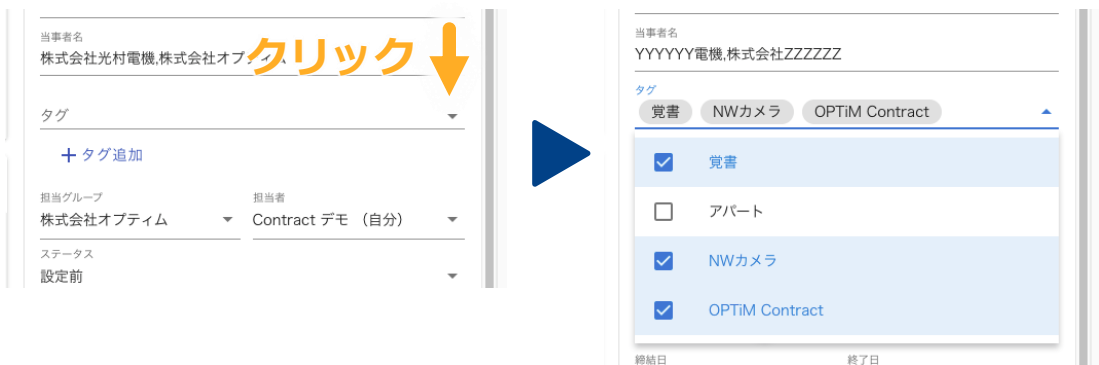 当事者名
株式会社光村電機,株式会社オプティム
クリック
タグ
+ タグ追加
担当グループ
担当者
株式会社オプティム
Contract デモ (自分)
ステータス
設定前
当事者名
YYYYYY電機,株式会社ZZZZZZ
タグ
覚書 NWカメラ OPTiM Contract
覚書
アパート
NWカメラ
OPTiM Contract
締結日
終了日